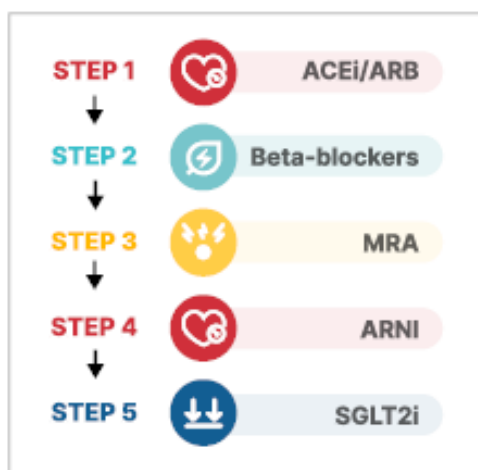 STEP 1 ACEi/ARB
STEP 2 Beta-blockers
STEP 3 MRA
STEP 4 ARNI
STEP 5 SGLT2i